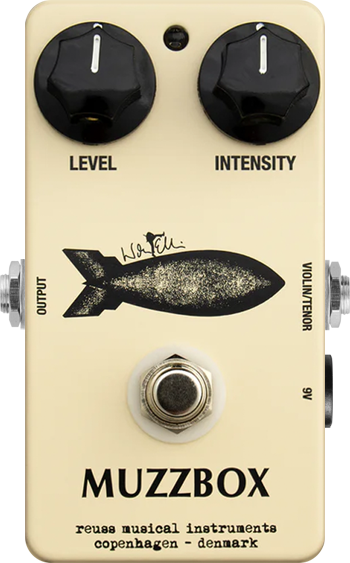 LEVEL INTENSITY
OUTPUT
VIOLIN/TENOR
9V
MUZZBOX
reuss musical instruments
copenhagen - denmark